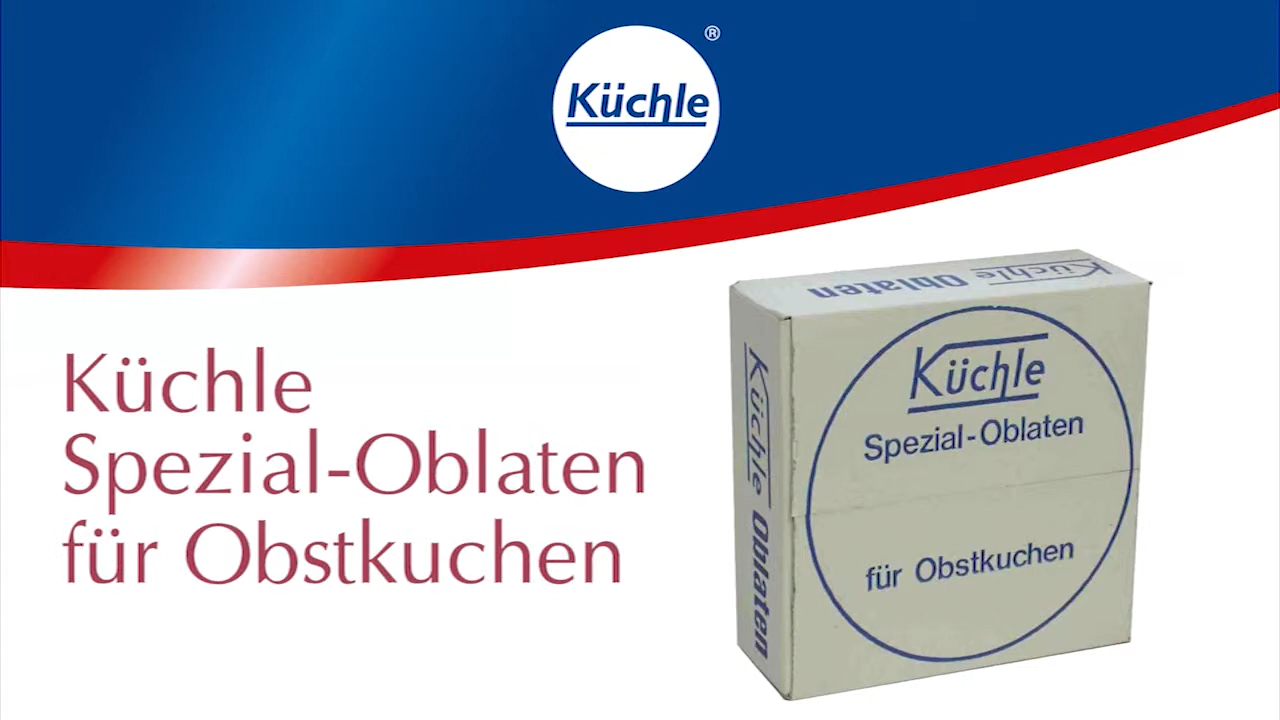 Küchle
®
Küchle
Spezial-Oblaten
für Obstkuchen
Küchle Oblaten
Küchle Oblaten
Küchle
Spezial-Oblaten
für Obstkuchen